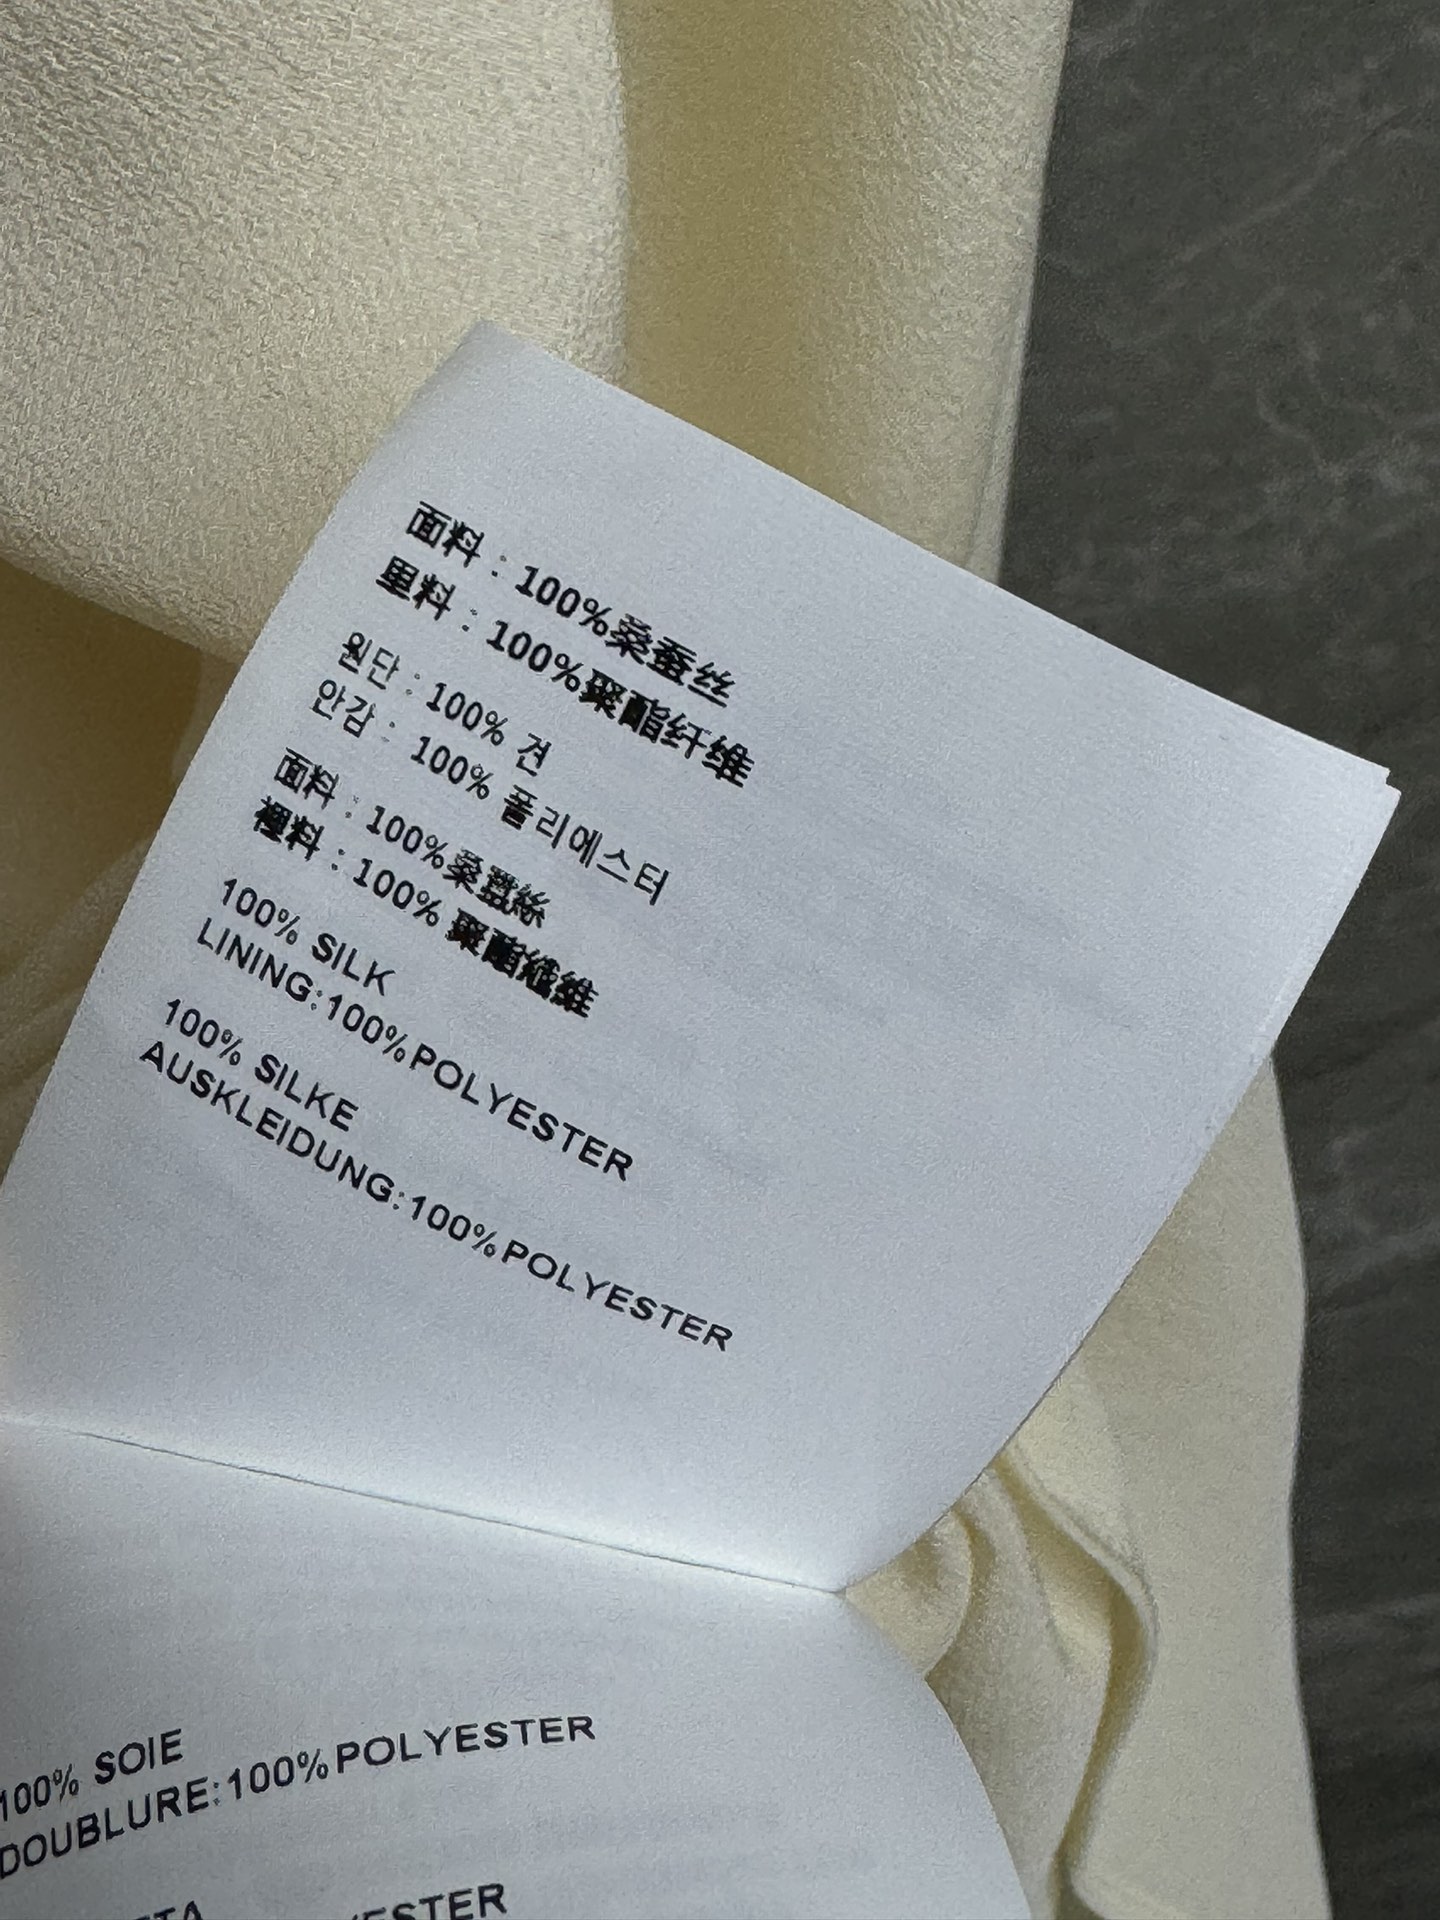 面料：100%桑蚕丝
里料：100%聚酯纤维
원단：100% 견
안감：100% 폴리에스터
面料：100%桑蠶絲
裡料：100% 聚酯纖維
100% SILK
LINING:100%POLYESTER
100% SILKE
AUSKLEIDUNG:100%POLYESTER
100% SOIE
DOUBLURE:100%POLYESTER